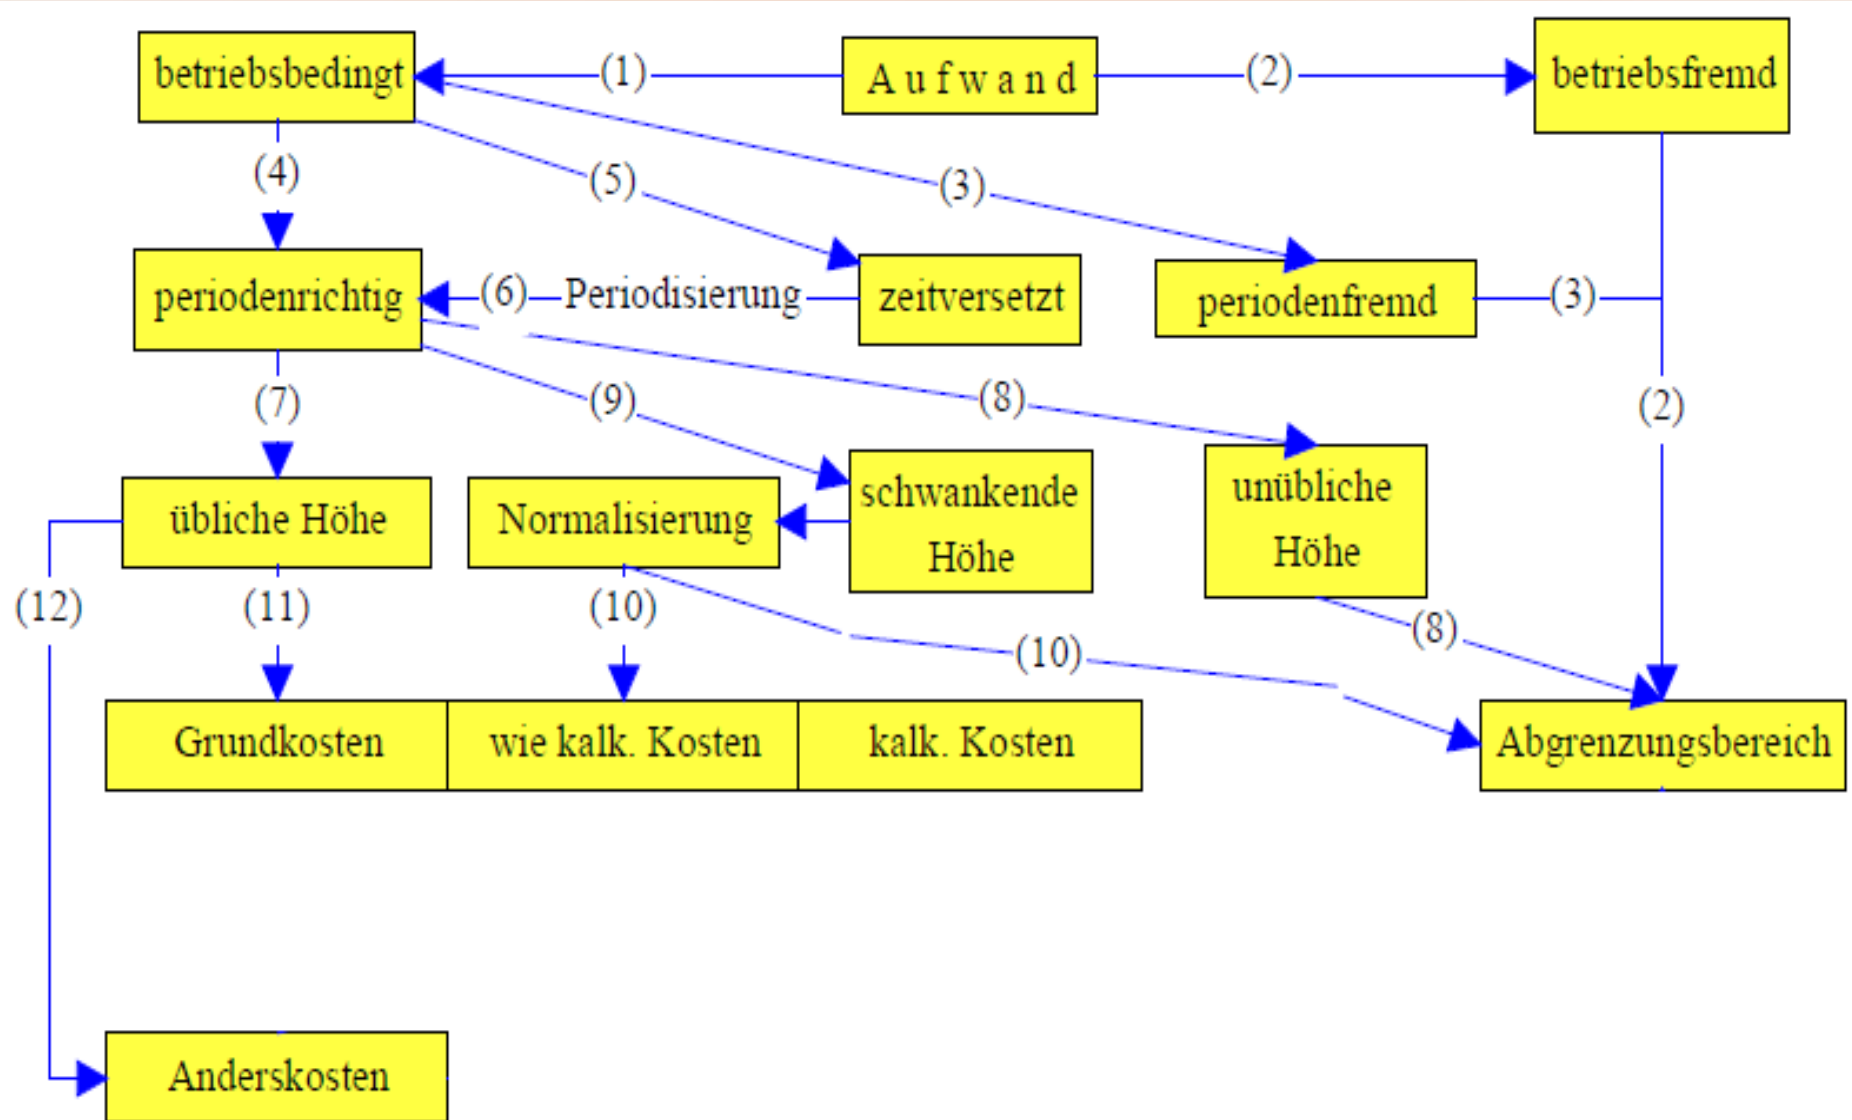 betriebsbedingt (1) A u f w a n d (2) betriebsfremd
(4) (5) (3)
periodenrichtig (6) Periodisierung zeitversetzt periodenfremd (3)
(7) (9) (8) (2)
übliche Höhe Normalisierung schwankende Höhe unübliche Höhe
(12) (11) (10) (10) (8)
Grundkosten wie kalk. Kosten kalk. Kosten Abgrenzungsbereich
Anderskosten